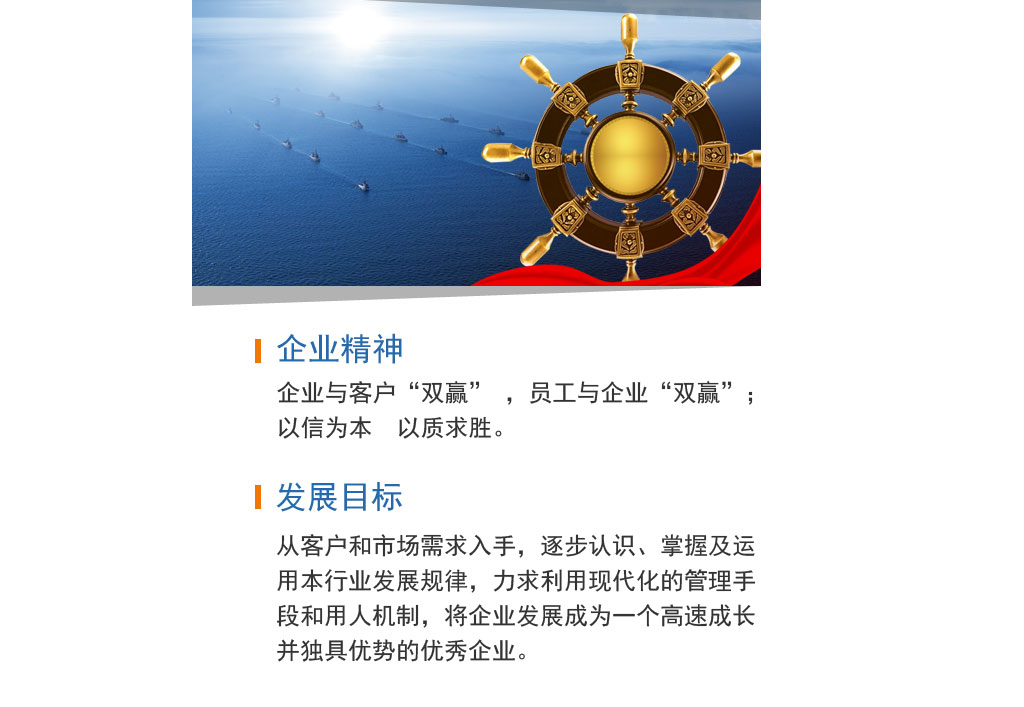 企业精神
企业与客户“双赢” ，员工与企业“双赢”；
以信为本　以质求胜。
发展目标
从客户和市场需求入手，逐步认识、掌握及运
用本行业发展规律，力求利用现代化的管理手
段和用人机制，将企业发展成为一个高速成长
并独具优势的优秀企业。